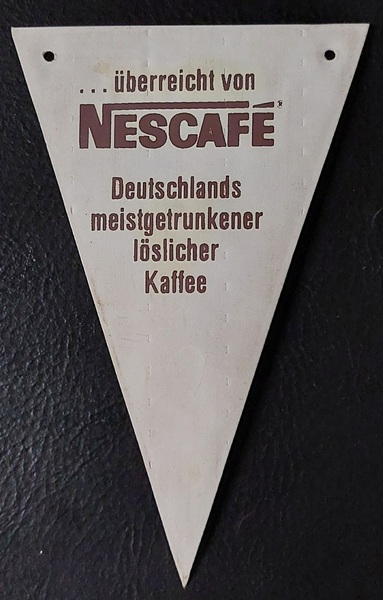 ...überreicht von
NESCAFÉ
Deutschlands
meistgetrunkener
löslicher
Kaffee